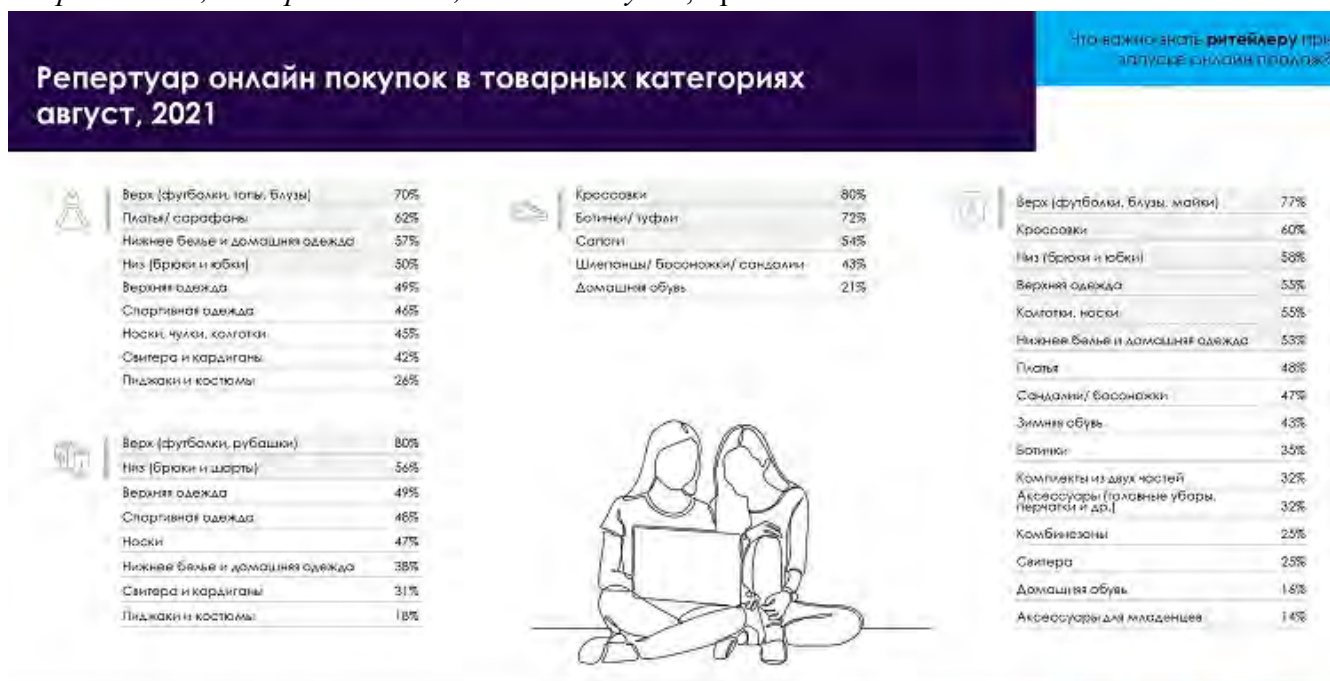 Репертуар онлайн покупок в товарных категориях
август, 2021
Что важно знать ритейлеру при
запуске онлайн продаж?
Верх (футболки, топы, блузы) 70%
Платья/ сарафаны 62%
Нижнее белье и домашняя одежда 57%
Низ (брюки и юбки) 50%
Верхняя одежда 49%
Спортивная одежда 46%
Носки, чулки, колготки 45%
Свитера и кардиганы 42%
Пиджаки и костюмы 26%
Верх (футболки, рубашки) 80%
Низ (брюки и шорты) 56%
Верхняя одежда 49%
Спортивная одежда 48%
Носки 47%
Нижнее белье и домашняя одежда 38%
Свитера и кардиганы 31%
Пиджаки и костюмы 18%
Кроссовки 80%
Ботинки/ туфли 72%
Сапоги 54%
Шлепанцы/ босоножки/ сандалии 43%
Домашняя обувь 21%
Верх (футболки, блузы, майки) 77%
Кроссовки 60%
Низ (брюки и юбки) 58%
Верхняя одежда 55%
Колготки, носки 55%
Нижнее белье и домашняя одежда 53%
Платья 48%
Сандалии/ босоножки 47%
Зимняя обувь 43%
Ботинки 35%
Комплекты из двух частей 32%
Аксессуары (головные уборы,
перчатки и др.) 32%
Комбинезоны 25%
Свитера 25%
Домашняя обувь 16%
Аксессуары для младенцев 14%